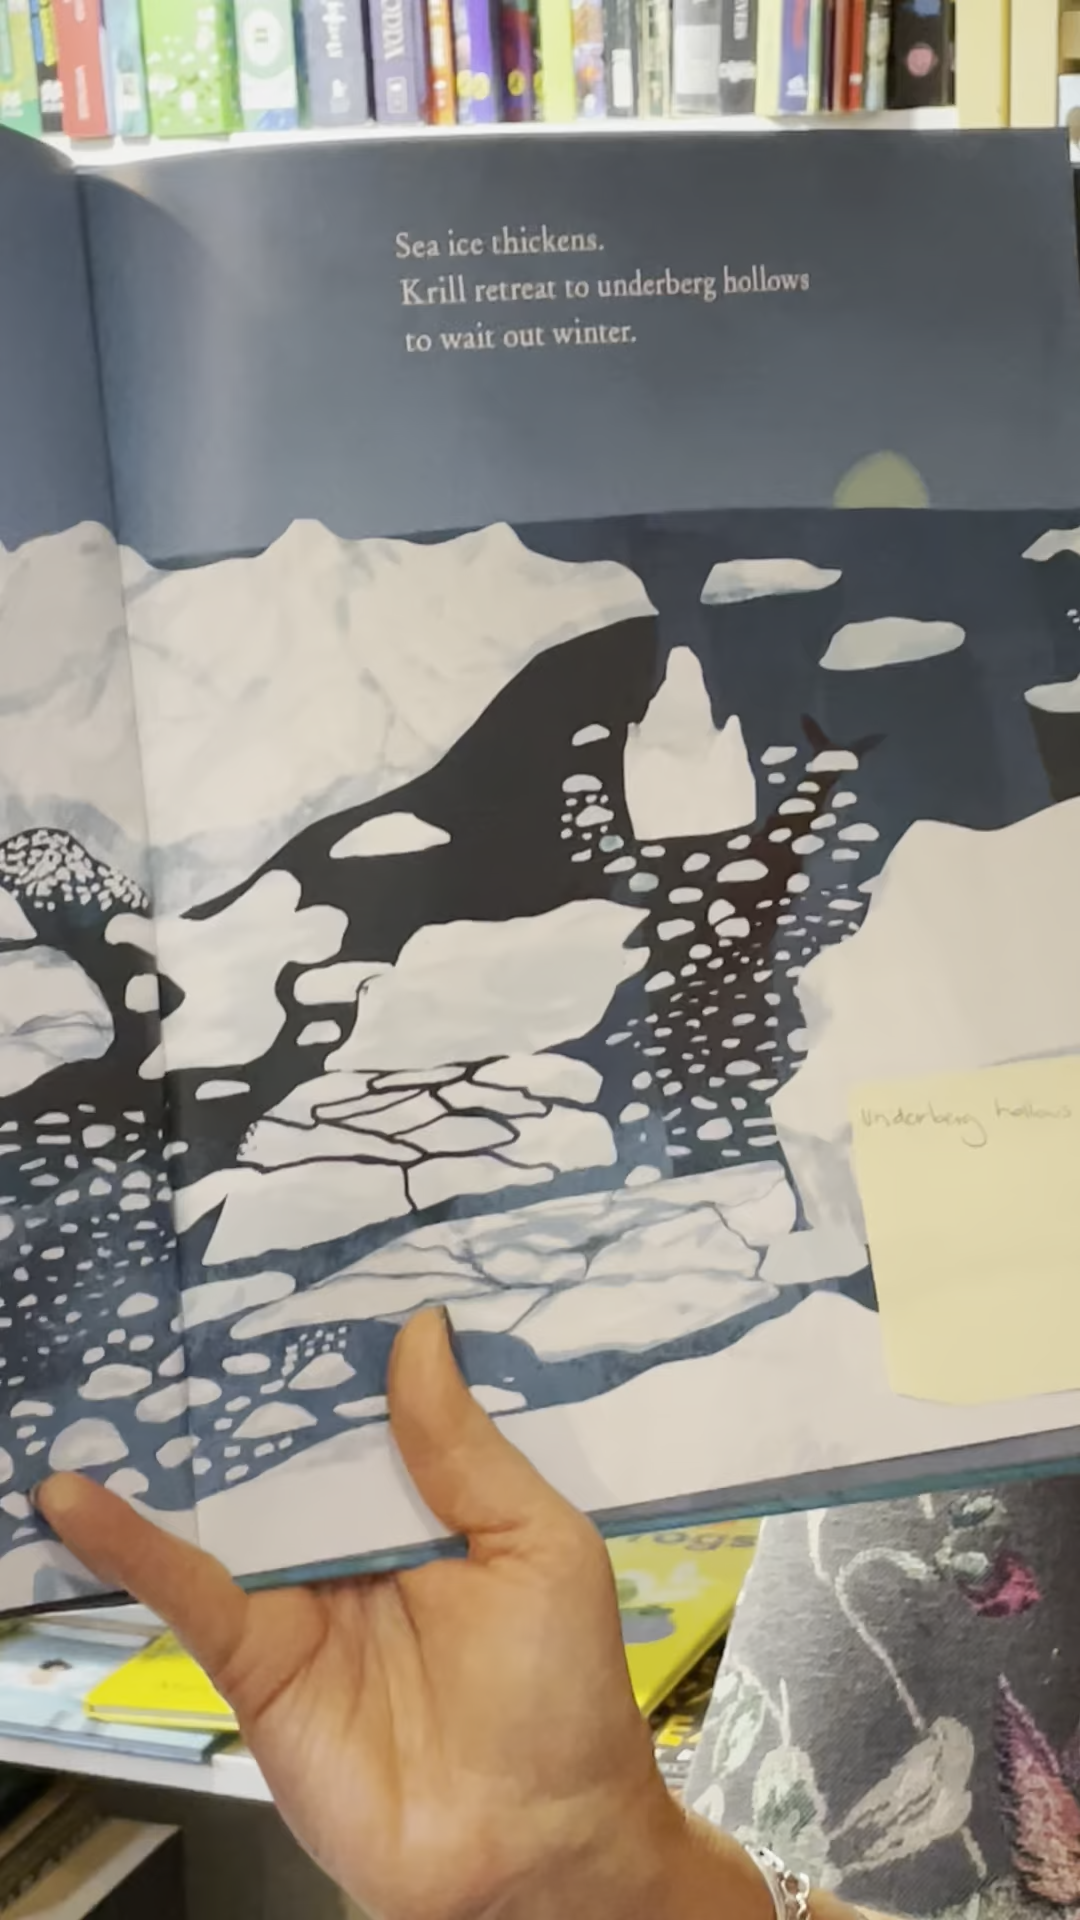 Sea ice thickens.
Krill retreat to underberg hollows
to wait out winter.
Underberg hollows